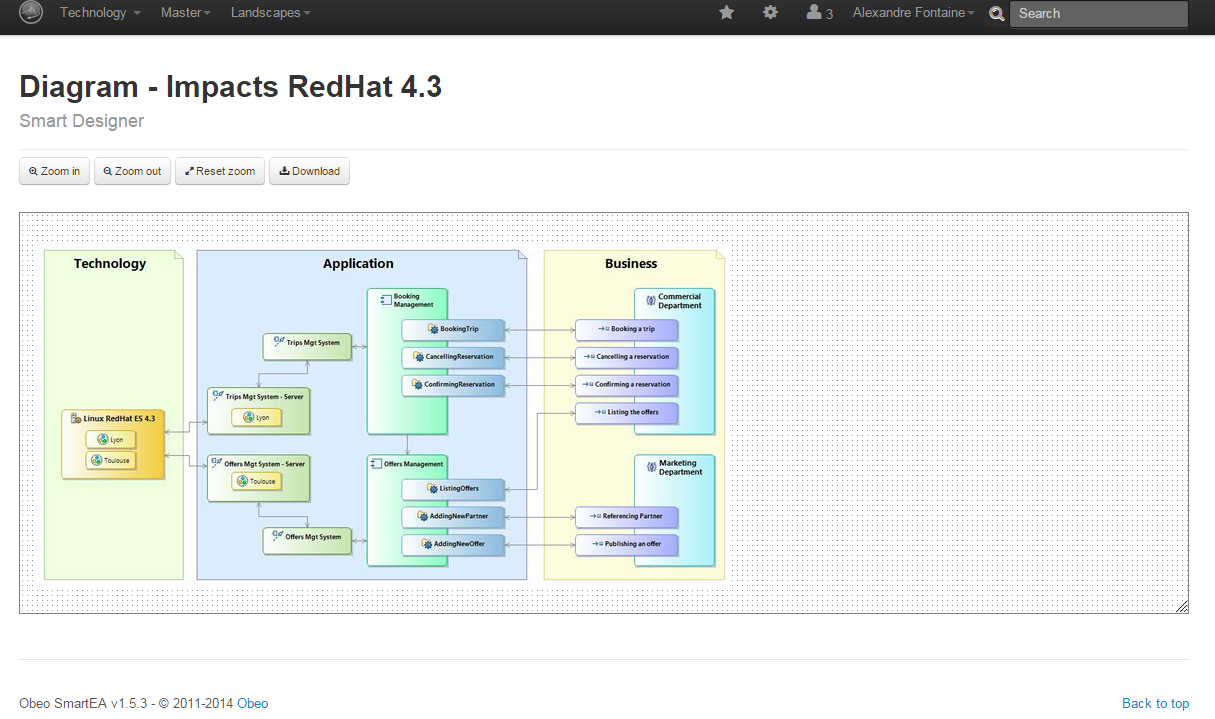 Technology Master Landscapes 3 Alexandre Fontaine Search
Diagram - Impacts RedHat 4.3
Smart Designer
Zoom in Zoom out Reset zoom Download
Technology
Linux RedHat ES 4.3
Lyon
Toulouse
Application
Trips Mgt System
Trips Mgt System - Server
Lyon
Offers Mgt System - Server
Toulouse
Offers Mgt System
Booking
Management
BookingTrip
CancellingReservation
ConfirmingReservation
Offers Management
ListingOffers
AddingNewPartner
AddingNewOffer
Business
Commercial
Department
Booking a trip
Cancelling a reservation
Confirming a reservation
Listing the offers
Marketing
Department
Referencing Partner
Publishing an offer
Obeo SmartEA v1.5.3 - © 2011-2014 Obeo Back to top